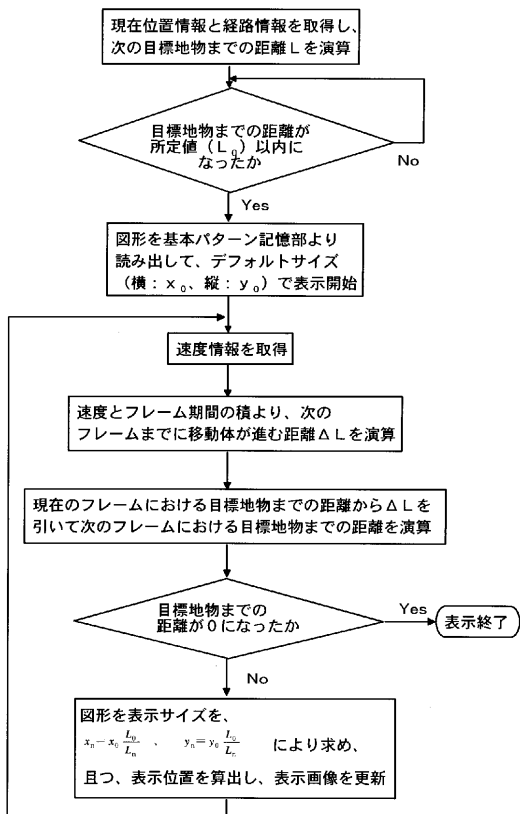 現在位置情報と経路情報を取得し、
次の目標地物までの距離Lを演算
目標地物までの距離が
所定値(L₀)以内に
なったか
No
Yes
図形を基本パターン記憶部より
読み出して、デフォルトサイズ
(横:x₀、縦:y₀)で表示開始
速度情報を取得
速度とフレーム期間の積より、次の
フレームまでに移動体が進む距離ΔLを演算
現在のフレームにおける目標地物までの距離からΔLを
引いて次のフレームにおける目標地物までの距離を演算
目標地物までの
距離が0になったか
Yes
表示終了
No
図形を表示サイズを、
xₙ=x₀ L₀/Lₙ 、 yₙ=y₀ L₀/Lₙ により求め、
且つ、表示位置を算出し、表示画像を更新